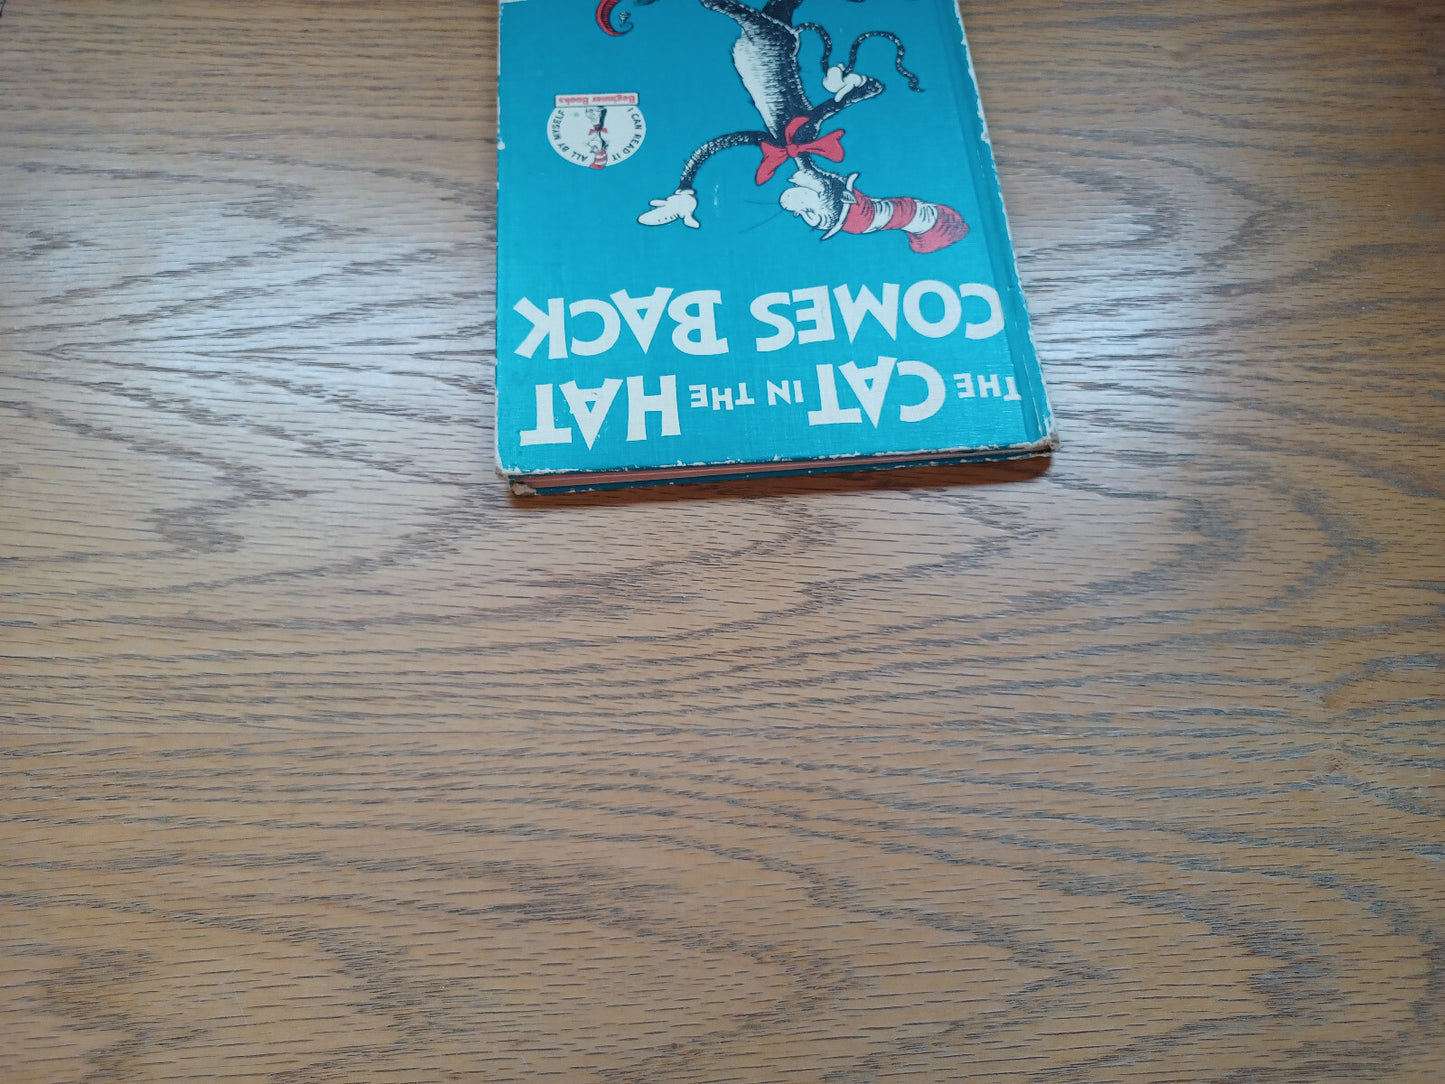 THE CAT IN THE HAT
COMES BACK
I CAN READ IT ALL BY MYSELF
Beginner Books